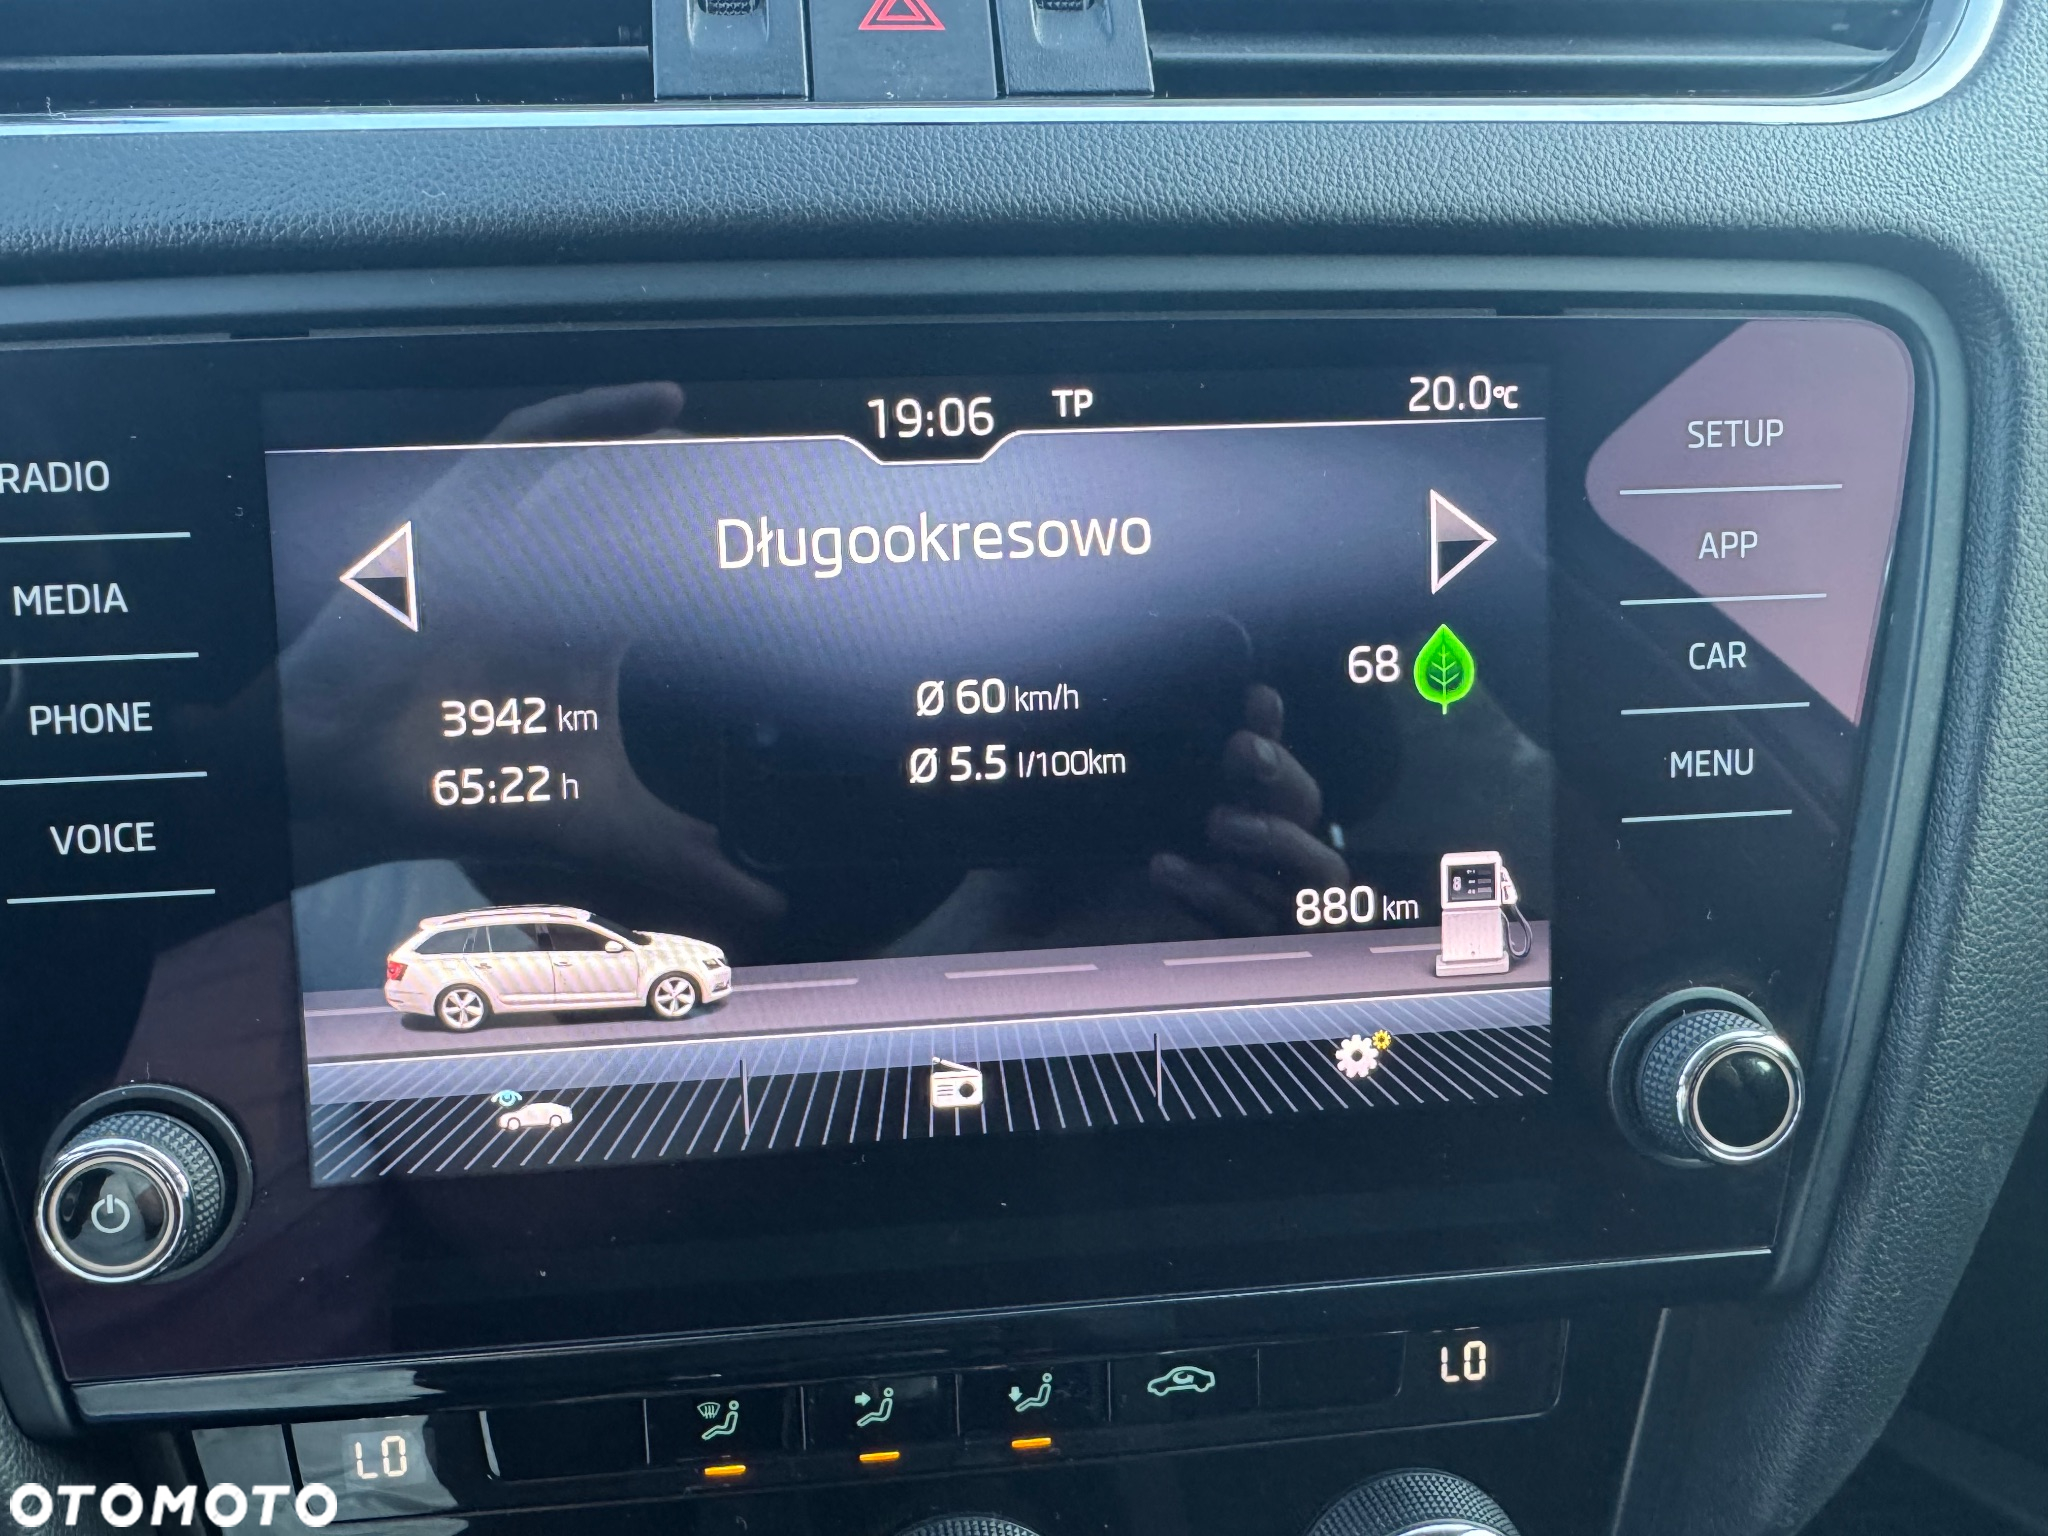 19:06 TP 20.0°C
RADIO
MEDIA
PHONE
VOICE
Długookresowo
3942 km
65:22 h
Ø 60 km/h
Ø 5.5 l/100km
68
880 km
8
SETUP
APP
CAR
MENU
LO
LO
OTOMOTO